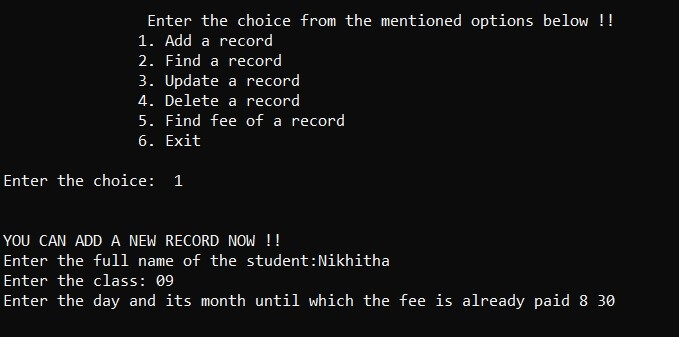 Enter the choice from the mentioned options below !!
1. Add a record
2. Find a record
3. Update a record
4. Delete a record
5. Find fee of a record
6. Exit
Enter the choice:  1
YOU CAN ADD A NEW RECORD NOW !!
Enter the full name of the student:Nikhitha
Enter the class: 09
Enter the day and its month until which the fee is already paid 8 30